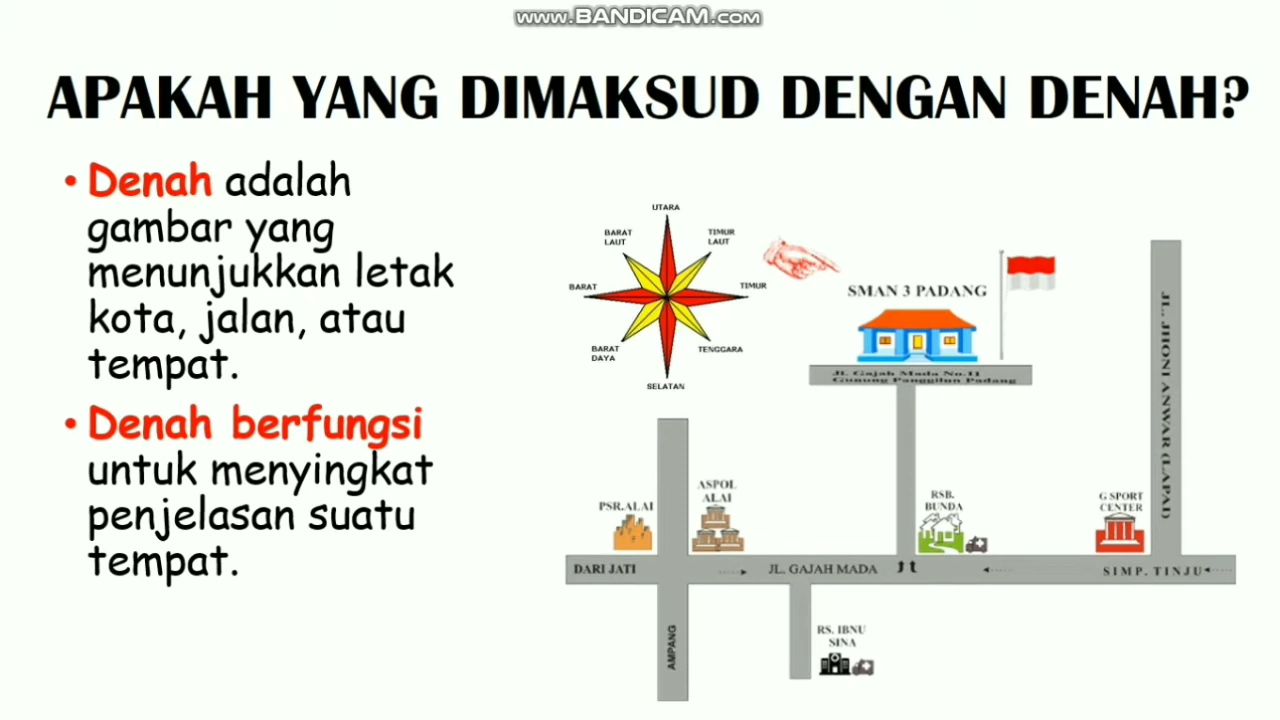 www.BANDICAM.com
APAKAH YANG DIMAKSUD DENGAN DENAH?
• Denah adalah
gambar yang
menunjukkan letak
kota, jalan, atau
tempat.
• Denah berfungsi
untuk menyingkat
penjelasan suatu
tempat.
UTARA
BARAT
LAUT
TIMUR
LAUT
BARAT
TIMUR
BARAT
DAYA
TENGGARA
SELATAN
SMAN 3 PADANG
Jl. Gajah Mada No.11
Gunung Panggilun Padang
JL. JHONI ANWAR (LAPAI)
PSR.ALAI
ASPOL
ALAI
RSB.
BUNDA
G SPORT
CENTER
DARI JATI
JL. GAJAH MADA
SIMP. TINJU
AMPANG
RS. IBNU
SINA